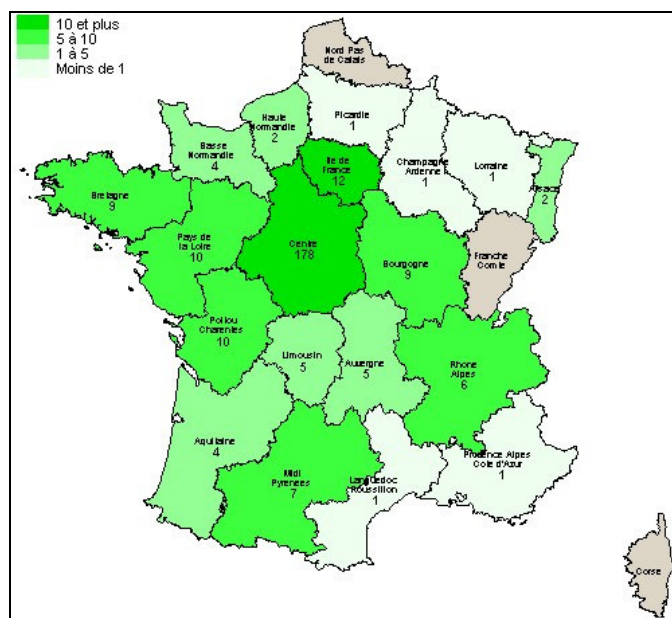 10 et plus
5 à 10
1 à 5
Moins de 1
Nord Pas
de Calais
Picardie
1
Haute
Normandie
2
Basse
Normandie
4
Ile de
France
12
Champagne
Ardenne
1
Lorraine
1
Alsace
2
Bretagne
9
Pays de
la Loire
10
Centre
178
Bourgogne
9
Franche
Comte
Poitou
Charentes
10
Limousin
5
Auvergne
5
Rhone
Alpes
6
Aquitaine
4
Midi
Pyrenees
7
Languedoc
Roussillon
1
Provence Alpes
Cote d'Azur
1
Corse